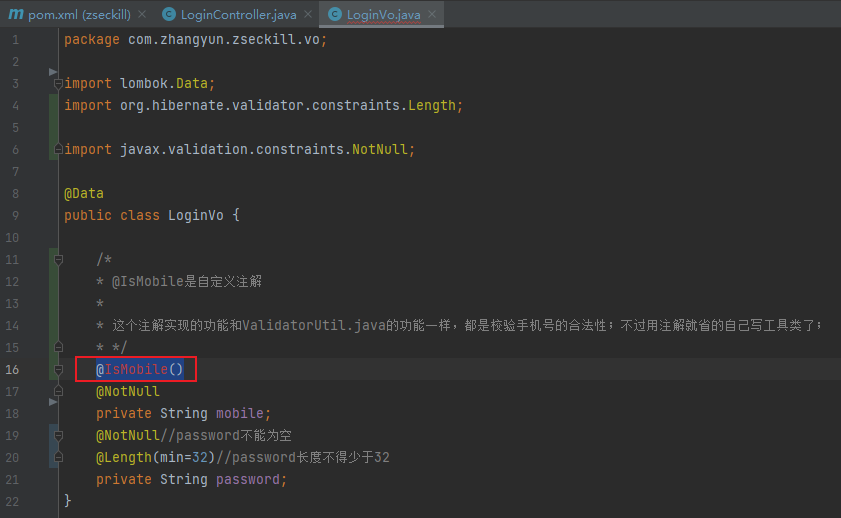 pom.xml (zseckill) × LoginController.java × LoginVo.java ×
1 package com.zhangyun.zseckill.vo;
2
3 import lombok.Data;
4 import org.hibernate.validator.constraints.Length;
5
6 import javax.validation.constraints.NotNull;
7
8 @Data
9 public class LoginVo {
10
11 /*
12 * @IsMobile是自定义注解
13 *
14 * 这个注解实现的功能和ValidatorUtil.java的功能一样，都是校验手机号的合法性；不过用注解就省的自己写工具类了；
15 * */
16 @IsMobile()
17 @NotNull
18 private String mobile;
19 @NotNull//password不能为空
20 @Length(min=32)//password长度不得少于32
21 private String password;
22 }